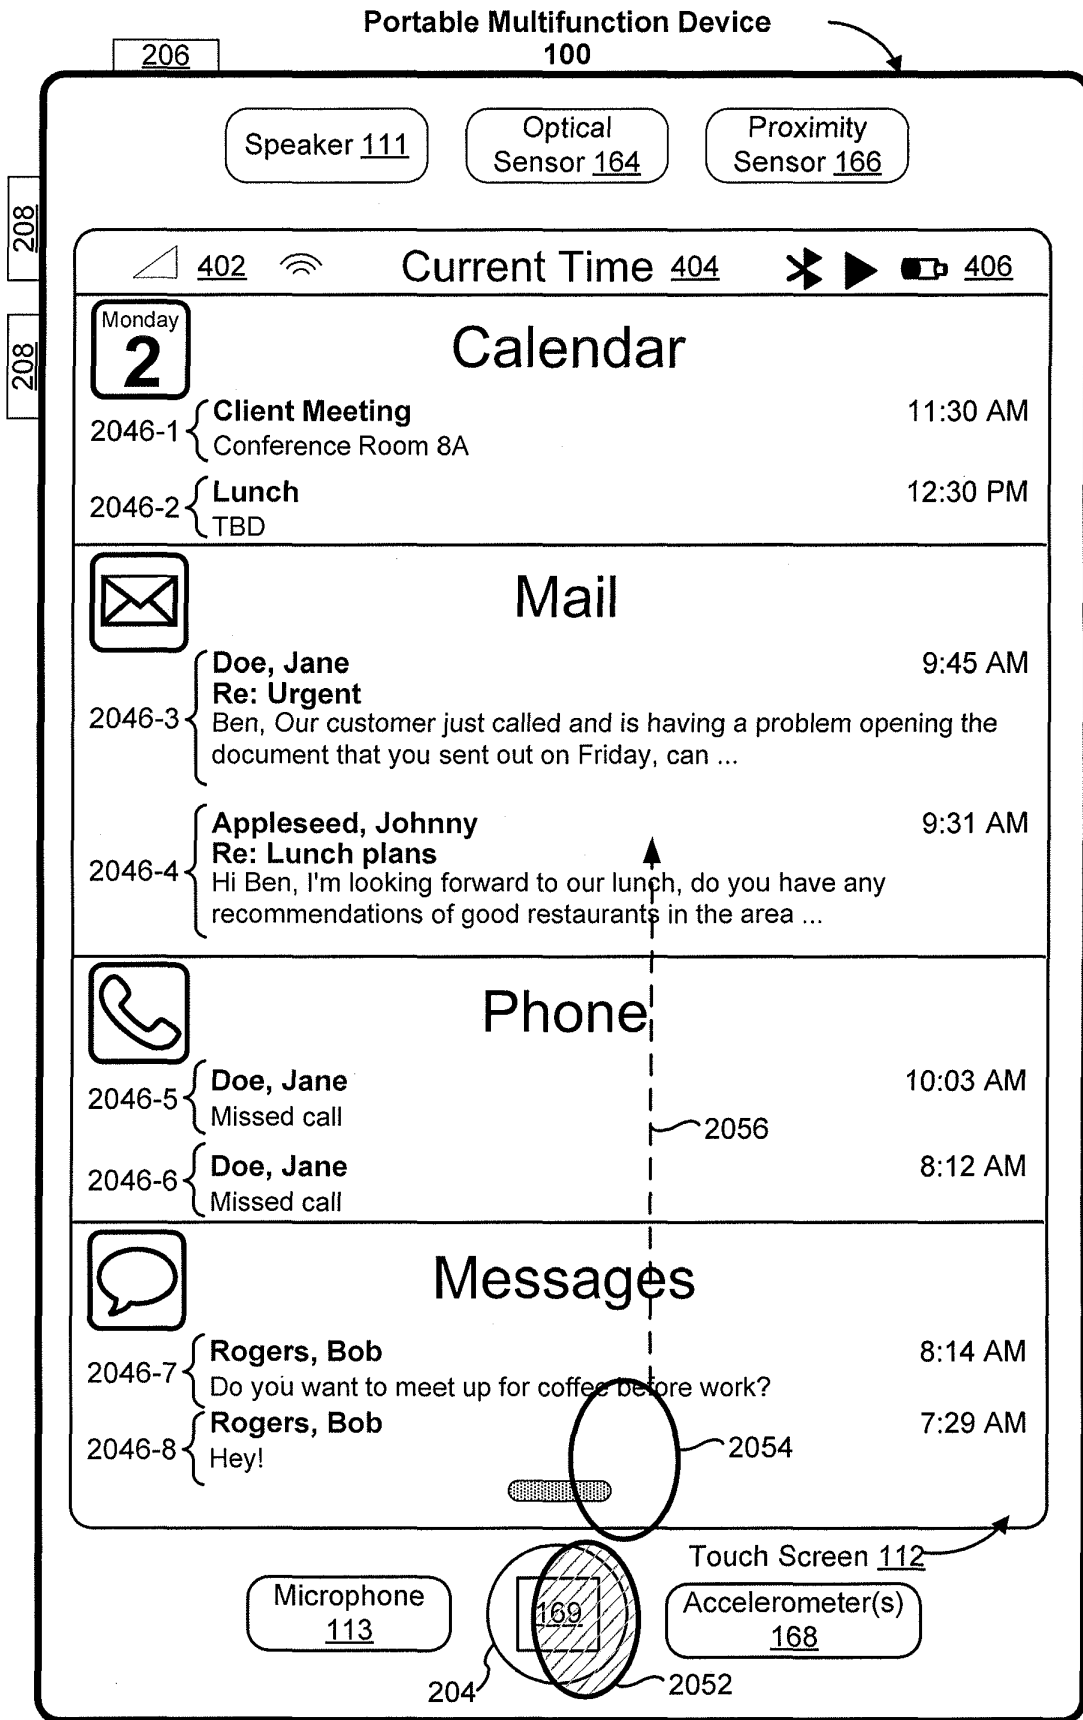 Portable Multifunction Device
100
206
Speaker 111
Optical
Sensor 164
Proximity
Sensor 166
208
208
402
Current Time 404
406
Monday
2
Calendar
2046-1
Client Meeting
11:30 AM
Conference Room 8A
2046-2
Lunch
12:30 PM
TBD
Mail
2046-3
Doe, Jane
9:45 AM
Re: Urgent
Ben, Our customer just called and is having a problem opening the
document that you sent out on Friday, can ...
2046-4
Appleseed, Johnny
9:31 AM
Re: Lunch plans
Hi Ben, I'm looking forward to our lunch, do you have any
recommendations of good restaurants in the area ...
Phone
2046-5
Doe, Jane
10:03 AM
Missed call
2056
2046-6
Doe, Jane
8:12 AM
Missed call
Messages
2046-7
Rogers, Bob
8:14 AM
Do you want to meet up for coffee before work?
2046-8
Rogers, Bob
7:29 AM
Hey!
2054
Touch Screen 112
Microphone
113
169
Accelerometer(s)
168
204
2052